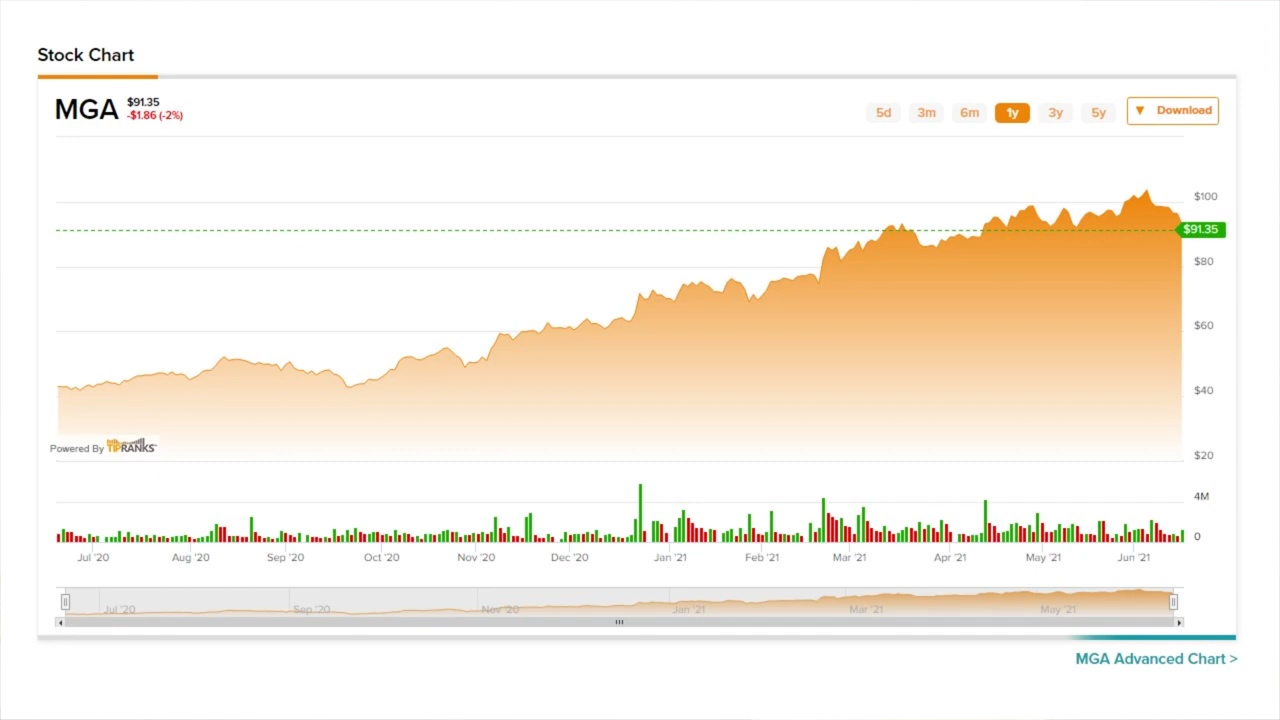 Stock Chart
MGA $91.35
-$1.86 (-2%)
5d 3m 6m 1y 3y 5y ▼ Download
$100
$91.35
$80
$60
$40
Powered By TIPRANKS™
$20
4M
0
Jul '20 Aug '20 Sep '20 Oct '20 Nov '20 Dec '20 Jan '21 Feb '21 Mar '21 Apr '21 May '21 Jun '21
Jul '20 Sep '20 Nov '20 Jan '21 Mar '21 May '21
MGA Advanced Chart >